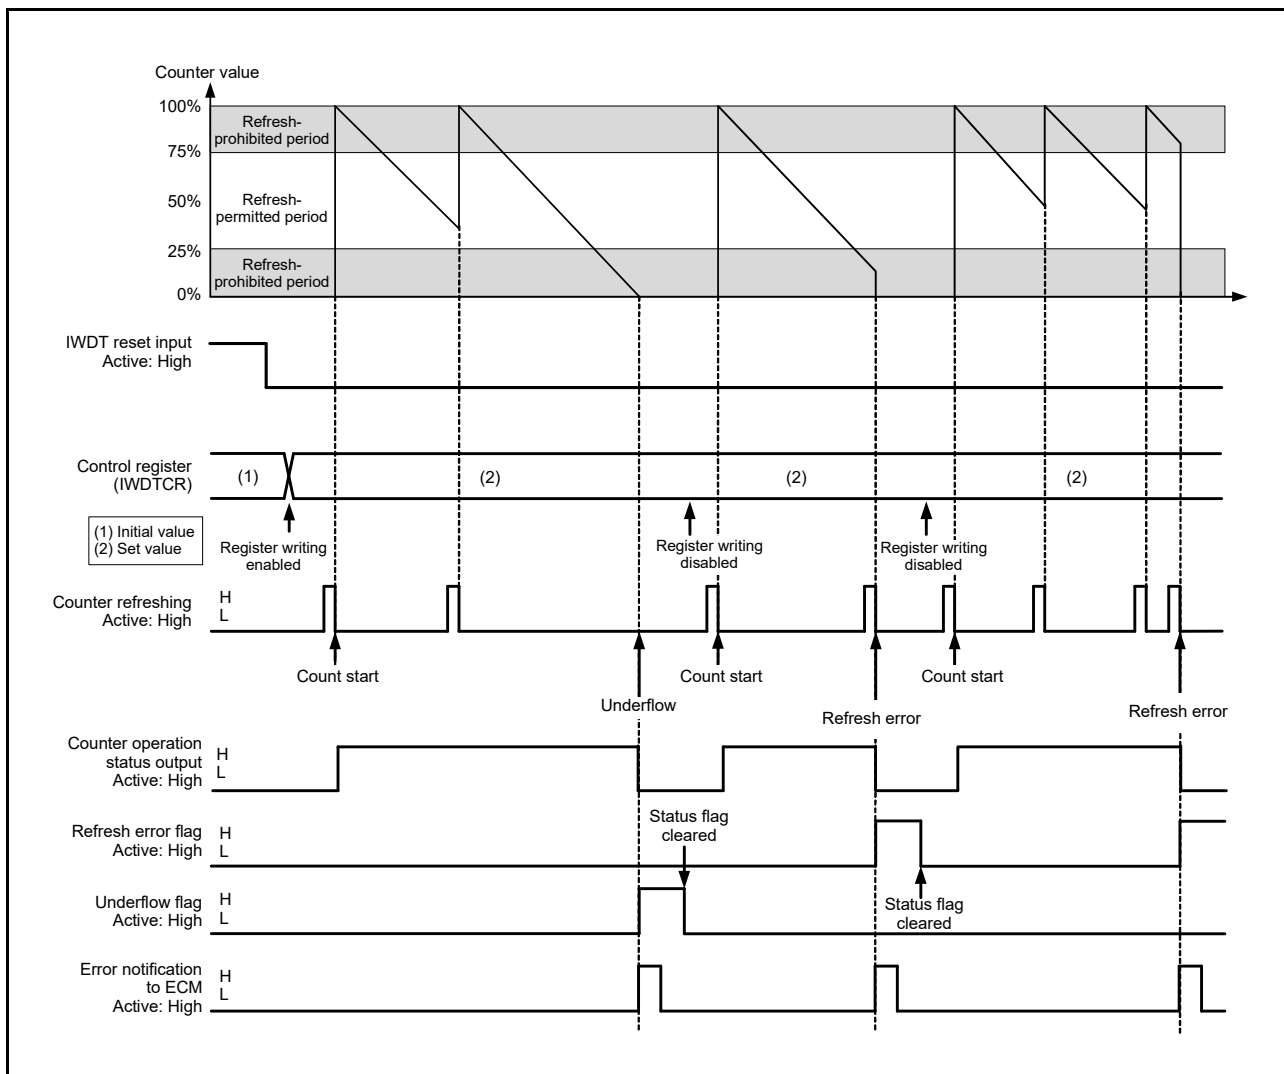 Counter value
100%
Refresh-
prohibited period
75%
50%
Refresh-
permitted period
25%
Refresh-
prohibited period
0%
IWDT reset input
Active: High
Control register
(IWDTCR)
(1)
(2)
(2)
(2)
(1) Initial value
(2) Set value
Register writing
enabled
Register writing
disabled
Register writing
disabled
Counter refreshing
Active: High
H
L
Count start
Count start
Count start
Underflow
Refresh error
Refresh error
Counter operation
status output
Active: High
H
L
Status flag
cleared
Refresh error flag
Active: High
H
L
Underflow flag
Active: High
H
L
Status flag
cleared
Error notification
to ECM
Active: High
H
L